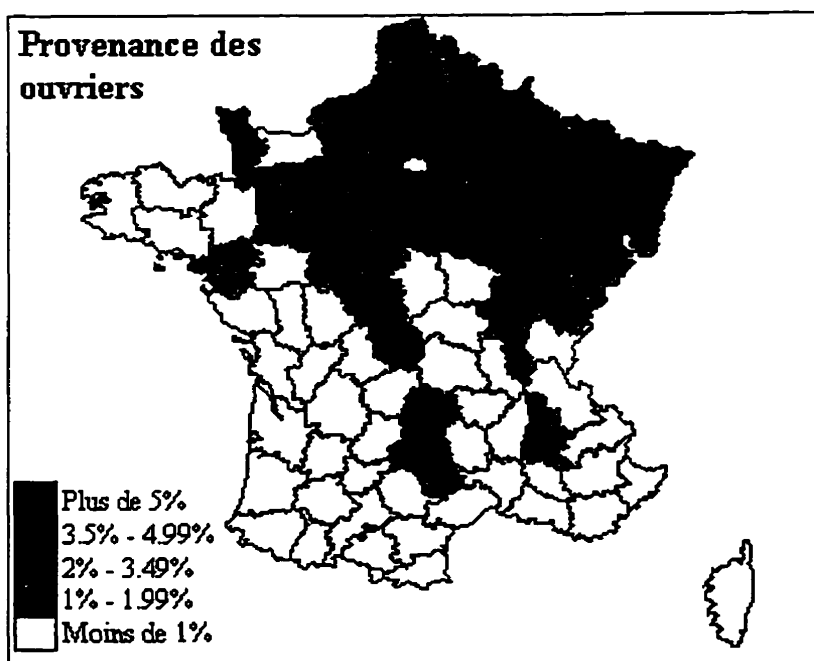 Provenance des
ouvriers
Plus de 5%
3.5% - 4.99%
2% - 3.49%
1% - 1.99%
Moins de 1%